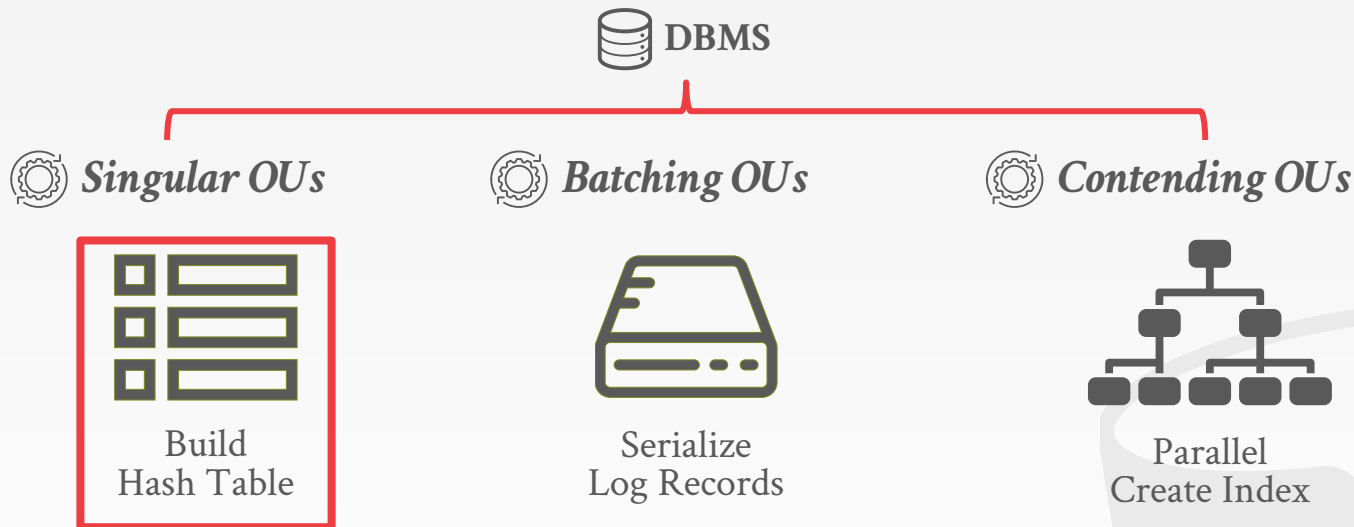 DBMS
Singular OUs
Batching OUs
Contending OUs
Build
Hash Table
Serialize
Log Records
Parallel
Create Index